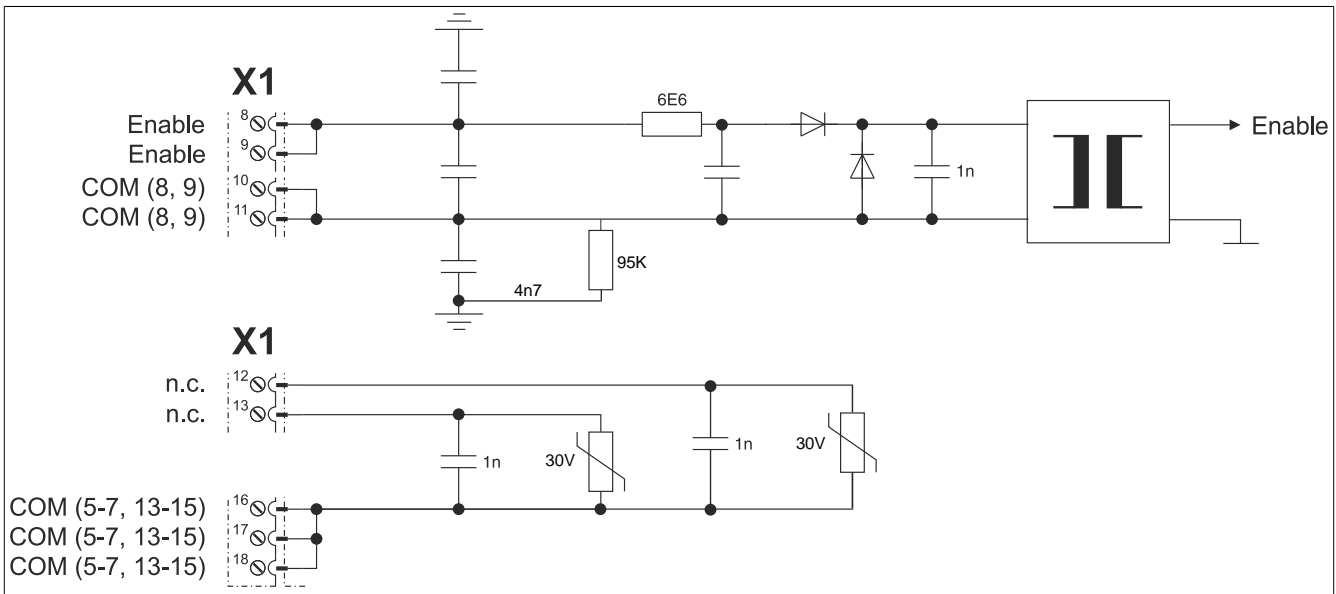 X1
8
Enable
9
Enable
10
COM (8, 9)
11
COM (8, 9)
6E6
1n
Enable
95K
4n7
X1
12
n.c.
13
n.c.
1n
30V
1n
30V
16
COM (5-7, 13-15)
17
COM (5-7, 13-15)
18
COM (5-7, 13-15)